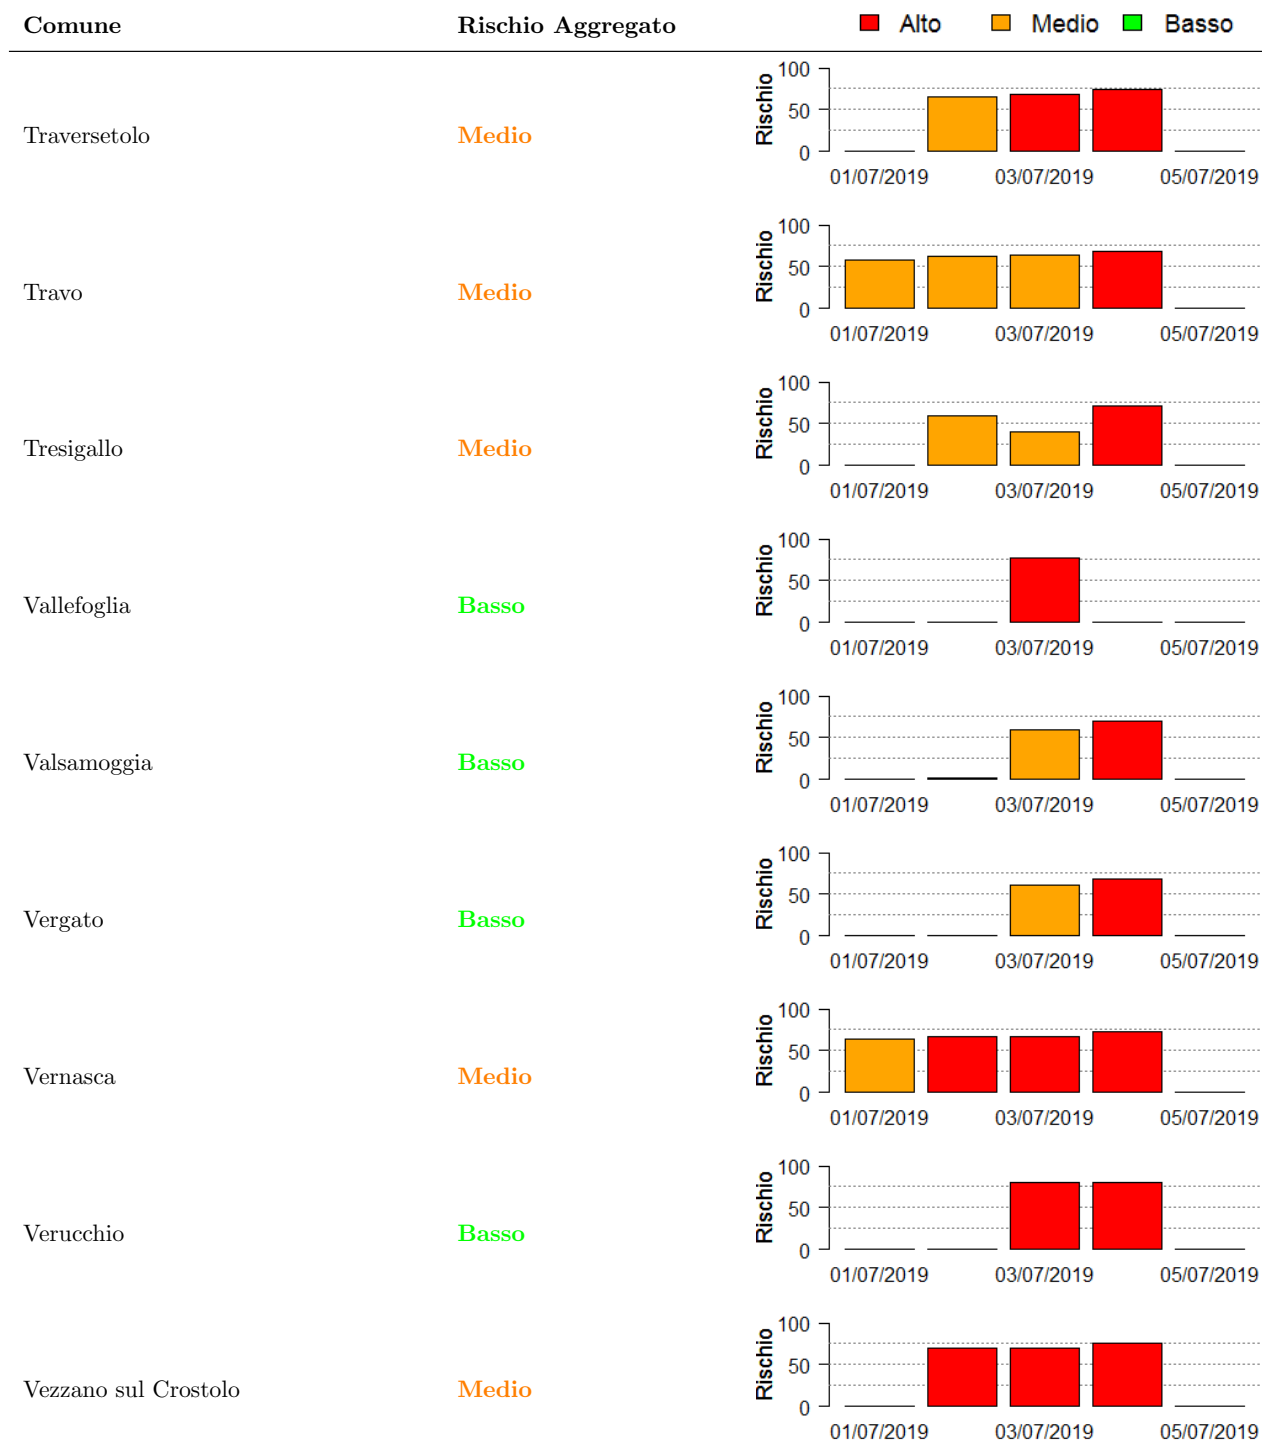 Comune Rischio Aggregato Alto Medio Basso
100
50
0
Rischio
Traversetolo Medio
01/07/2019 03/07/2019 05/07/2019
100
50
0
Rischio
Travo Medio
01/07/2019 03/07/2019 05/07/2019
100
50
0
Rischio
Tresigallo Medio
01/07/2019 03/07/2019 05/07/2019
100
50
0
Rischio
Vallefoglia Basso
01/07/2019 03/07/2019 05/07/2019
100
50
0
Rischio
Valsamoggia Basso
01/07/2019 03/07/2019 05/07/2019
100
50
0
Rischio
Vergato Basso
01/07/2019 03/07/2019 05/07/2019
100
50
0
Rischio
Vernasca Medio
01/07/2019 03/07/2019 05/07/2019
100
50
0
Rischio
Verucchio Basso
01/07/2019 03/07/2019 05/07/2019
100
50
0
Rischio
Vezzano sul Crostolo Medio
01/07/2019 03/07/2019 05/07/2019